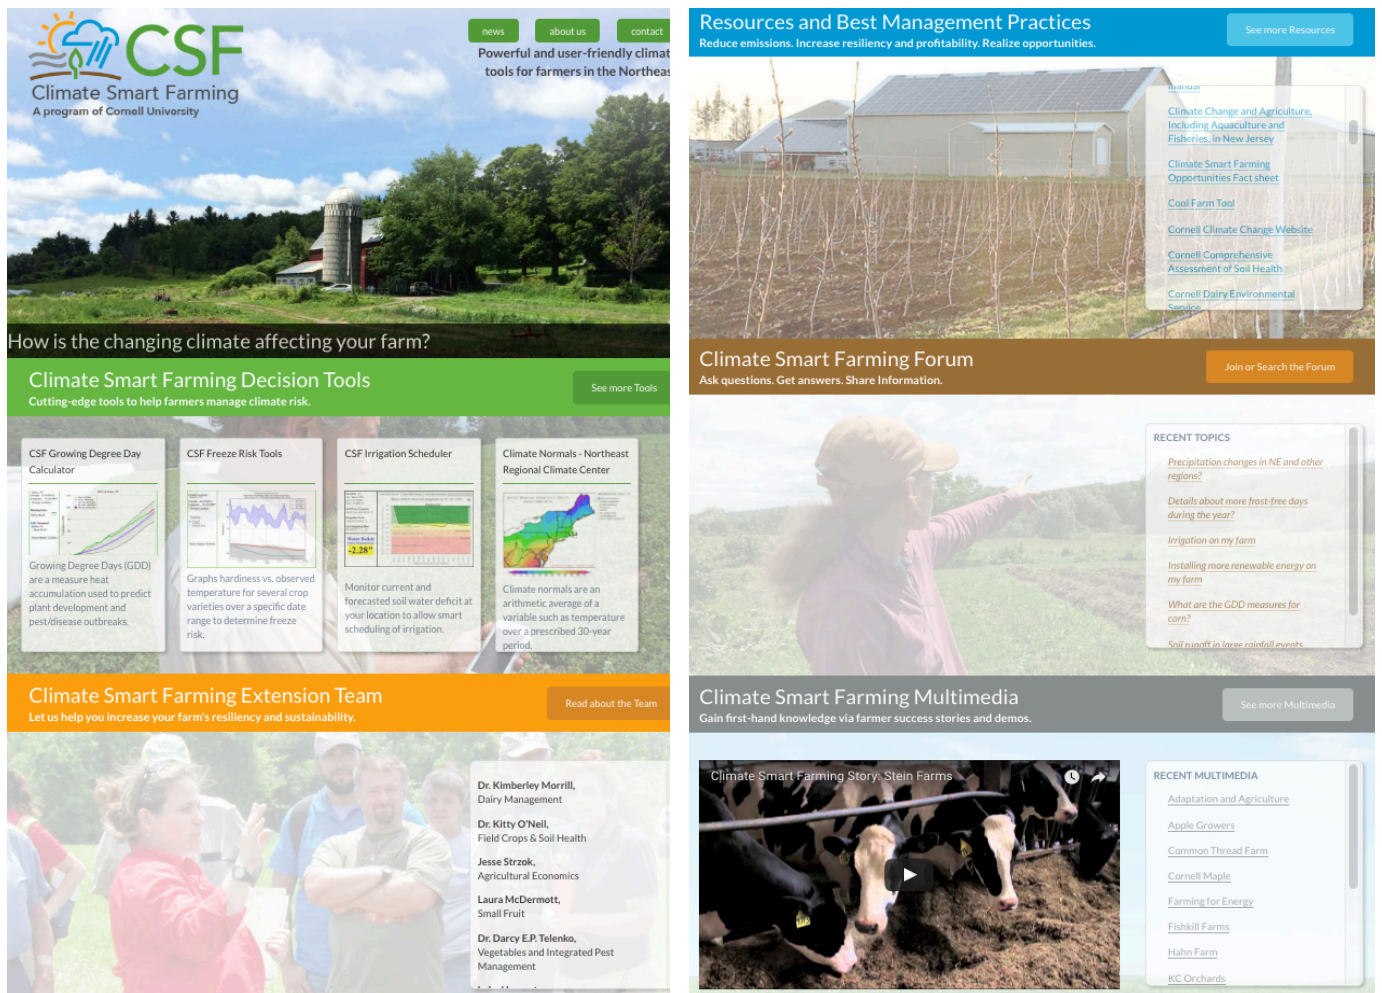 CSF
Climate Smart Farming
A program of Cornell University
news
about us
contact
Powerful and user-friendly climat
tools for farmers in the Northeas
How is the changing climate affecting your farm?
Climate Smart Farming Decision Tools
Cutting-edge tools to help farmers manage climate risk.
See more Tools
CSF Growing Degree Day
Calculator
Growing Degree Days (GDD)
are a measure heat
accumulation used to predict
plant development and
pest/disease outbreaks.
CSF Freeze Risk Tools
Graphs hardiness vs. observed
temperature for several crop
varieties over a specific date
range to determine freeze
risk.
CSF Irrigation Scheduler
Water Deficit
-2.28"
Monitor current and
forecasted soil water deficit at
your location to allow smart
scheduling of irrigation.
Climate Normals - Northeast
Regional Climate Center
Climate normals are an
arithmetic average of a
variable such as temperature
over a prescribed 30-year
period.
Climate Smart Farming Extension Team
Let us help you increase your farm's resiliency and sustainability.
Read about the Team
Dr. Kimberley Morrill,
Dairy Management
Dr. Kitty O'Neil,
Field Crops & Soil Health
Jesse Strzok,
Agricultural Economics
Laura McDermott,
Small Fruit
Dr. Darcy E.P. Telenko,
Vegetables and Integrated Pest
Management
Resources and Best Management Practices
Reduce emissions. Increase resiliency and profitability. Realize opportunities.
See more Resources
manual
Climate Change and Agriculture,
Including Aquaculture and
Fisheries, in New Jersey
Climate Smart Farming
Opportunities Fact sheet
Cool Farm Tool
Cornell Climate Change Website
Cornell Comprehensive
Assessment of Soil Health
Cornell Dairy Environmental
Service
Climate Smart Farming Forum
Ask questions. Get answers. Share Information.
Join or Search the Forum
RECENT TOPICS
Precipitation changes in NE and other
regions?
Details about more frost-free days
during the year?
Irrigation on my farm
Installing more renewable energy on
my farm
What are the GDD measures for
corn?
Soil runoff in large rainfall events
Climate Smart Farming Multimedia
Gain first-hand knowledge via farmer success stories and demos.
See more Multimedia
Climate Smart Farming Story: Stein Farms
RECENT MULTIMEDIA
Adaptation and Agriculture
Apple Growers
Common Thread Farm
Cornell Maple
Farming for Energy
Fishkill Farms
Hahn Farm
KC Orchards